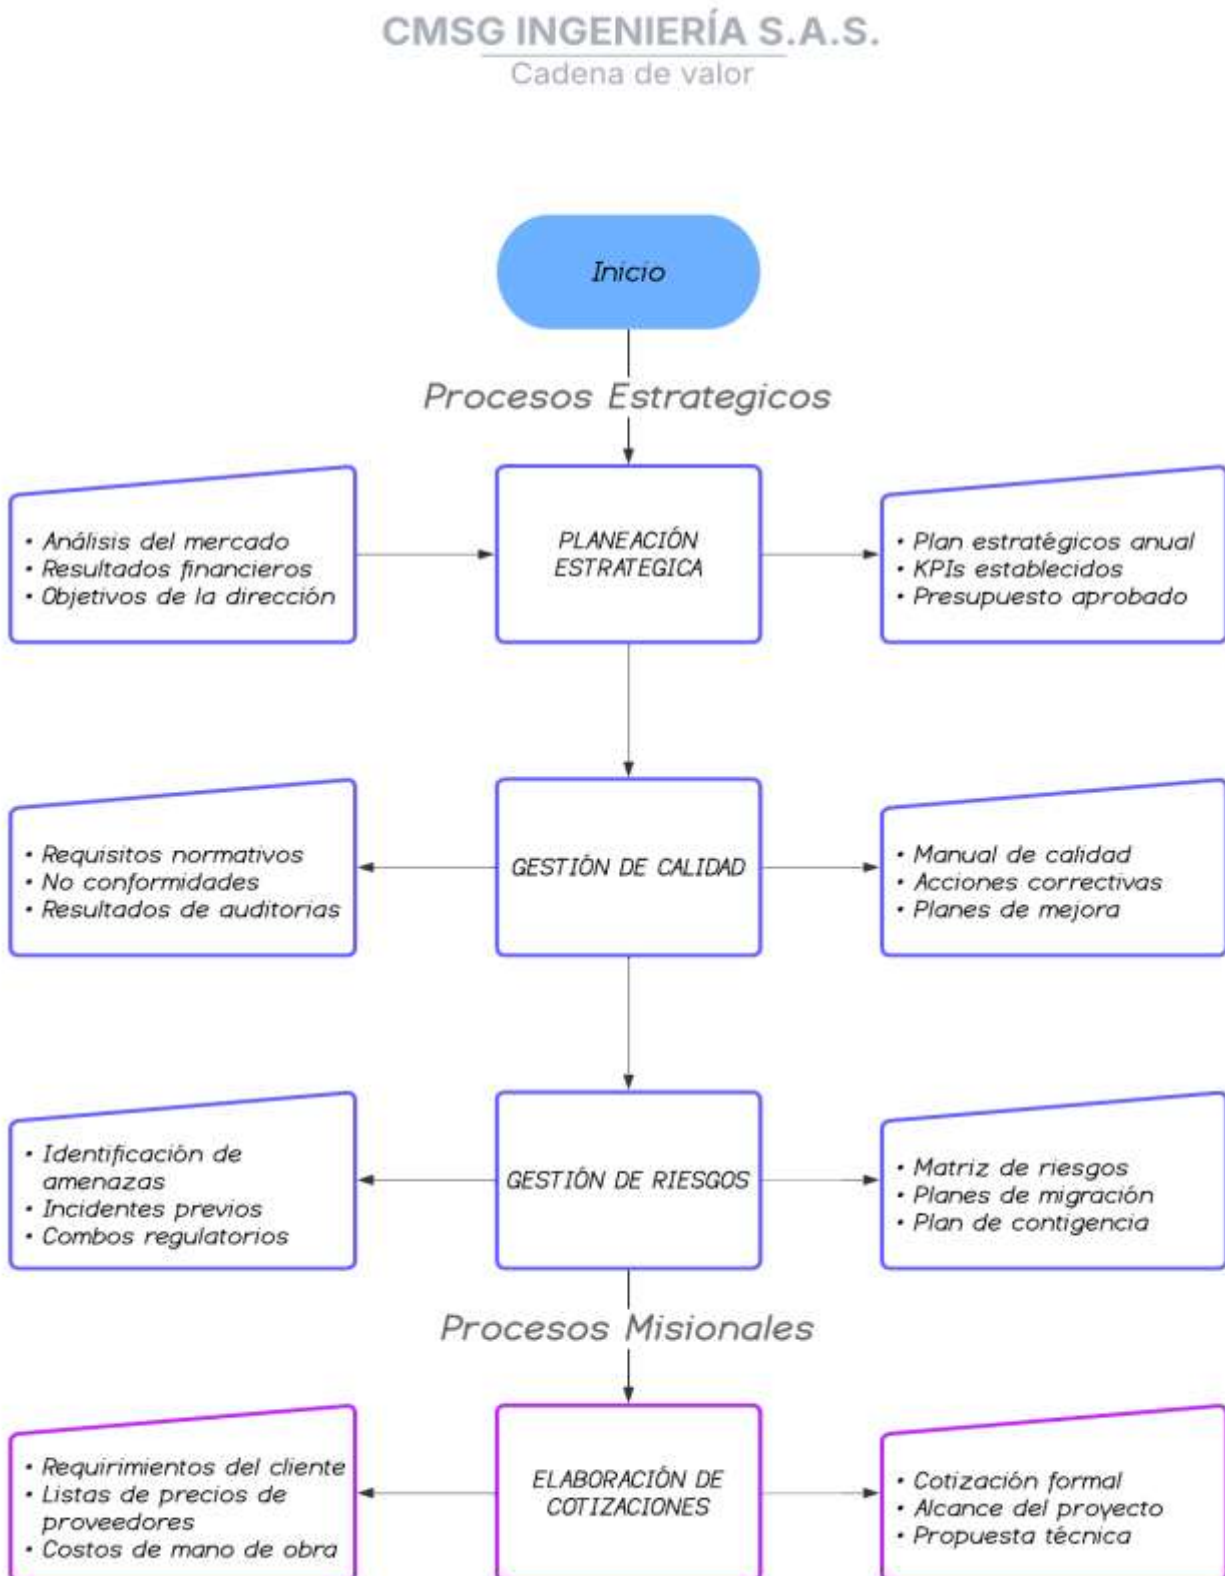 CMSG INGENIERÍA S.A.S.
Cadena de valor
Inicio
Procesos Estrategicos
• Análisis del mercado
• Resultados financieros
• Objetivos de la dirección
PLANEACIÓN
ESTRATEGICA
• Plan estratégicos anual
• KPIs establecidos
• Presupuesto aprobado
• Requisitos normativos
• No conformidades
• Resultados de auditorias
GESTIÓN DE CALIDAD
• Manual de calidad
• Acciones correctivas
• Planes de mejora
• Identificación de
amenazas
• Incidentes previos
• Combos regulatorios
GESTIÓN DE RIESGOS
• Matriz de riesgos
• Planes de migración
• Plan de contigencia
Procesos Misionales
• Requirimientos del cliente
• Listas de precios de
proveedores
• Costos de mano de obra
ELABORACIÓN DE
COTIZACIONES
• Cotización formal
• Alcance del proyecto
• Propuesta técnica